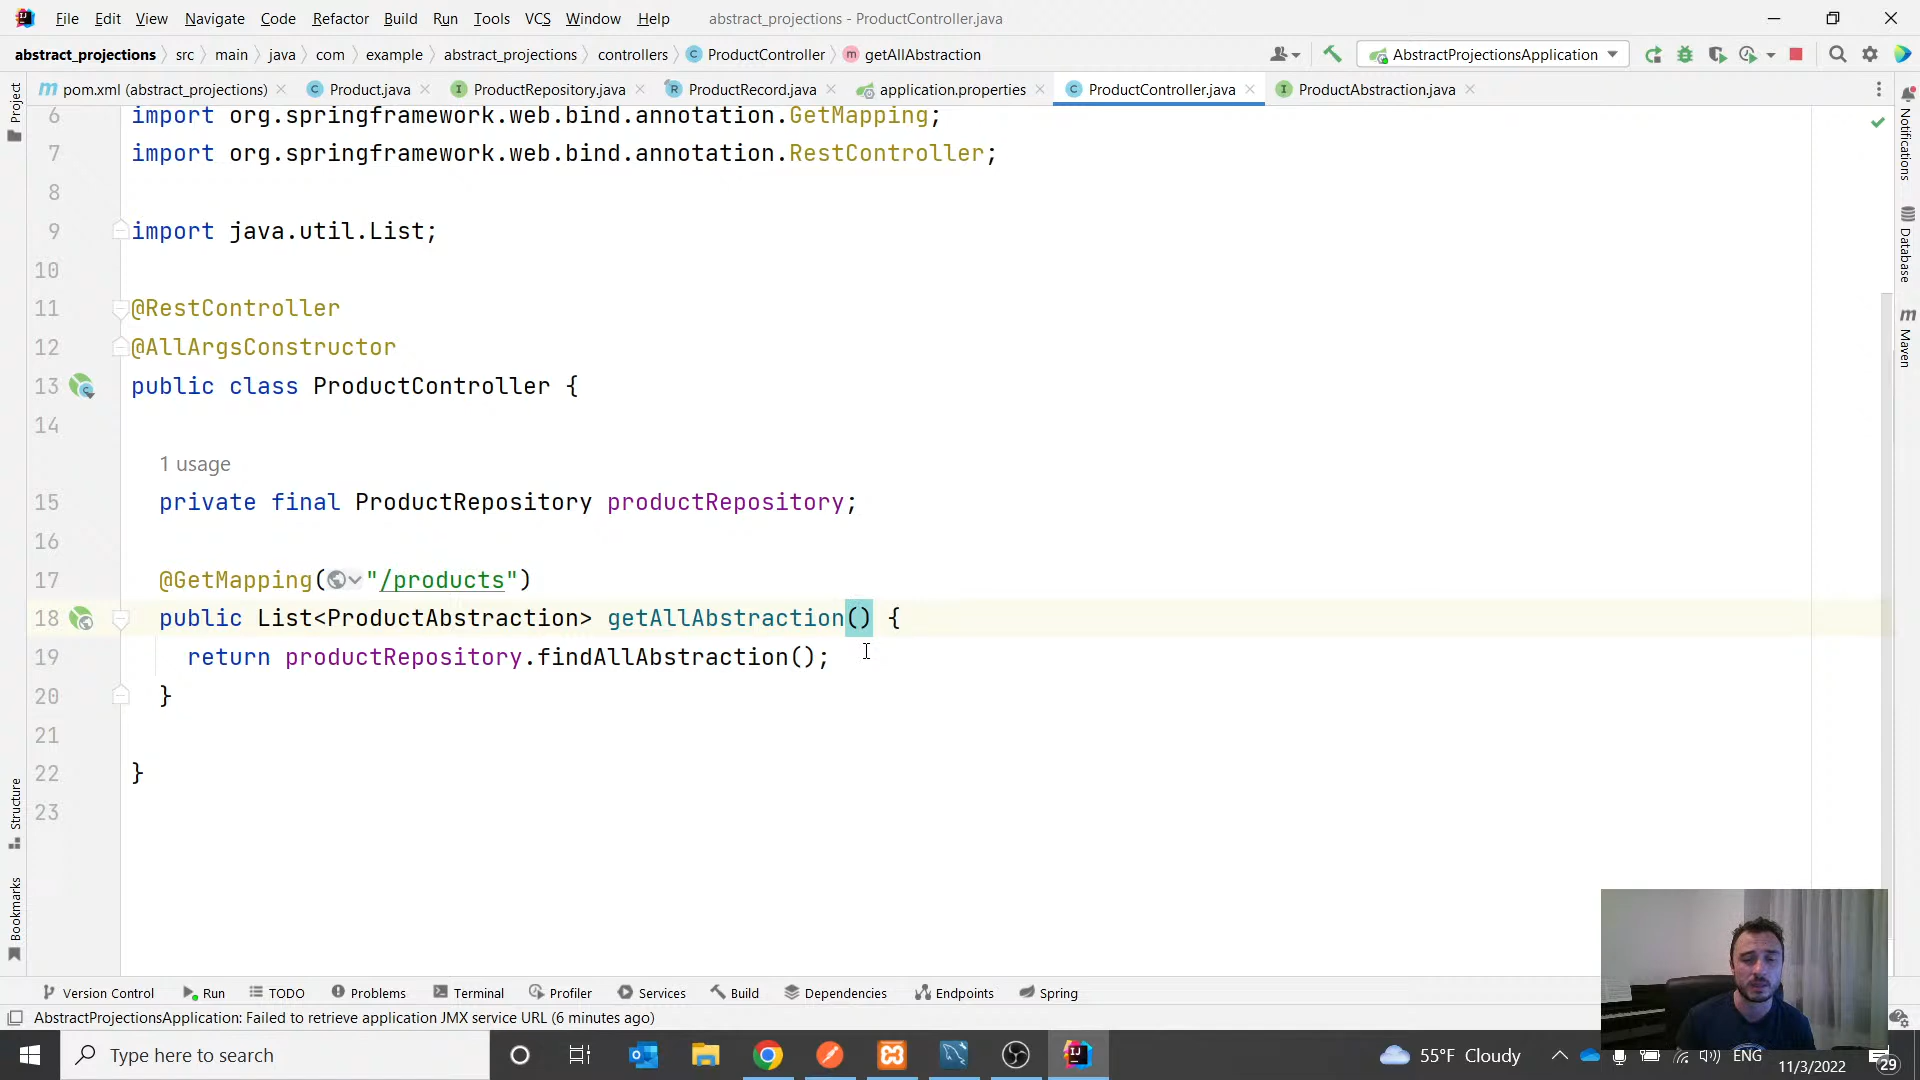 File Edit View Navigate Code Refactor Build Run Tools VCS Window Help abstract_projections - ProductController.java
abstract_projections src main java com example abstract_projections controllers C ProductController m getAllAbstraction AbstractProjectionsApplication
m pom.xml (abstract_projections) C Product.java I ProductRepository.java R ProductRecord.java application.properties C ProductController.java I ProductAbstraction.java
Project
Notifications
Database
m Maven
Structure
Bookmarks
6 import org.springframework.web.bind.annotation.GetMapping;
7 import org.springframework.web.bind.annotation.RestController;
8
9 import java.util.List;
10
11 @RestController
12 @AllArgsConstructor
13 public class ProductController {
14
1 usage
15 private final ProductRepository productRepository;
16
17 @GetMapping("/products")
18 public List<ProductAbstraction> getAllAbstraction() {
19 return productRepository.findAllAbstraction();
20 }
21
22 }
23
Version Control Run TODO Problems Terminal Profiler Services Build Dependencies Endpoints Spring
AbstractProjectionsApplication: Failed to retrieve application JMX service URL (6 minutes ago)
Type here to search IJ 55°F Cloudy ENG 11/3/2022 29